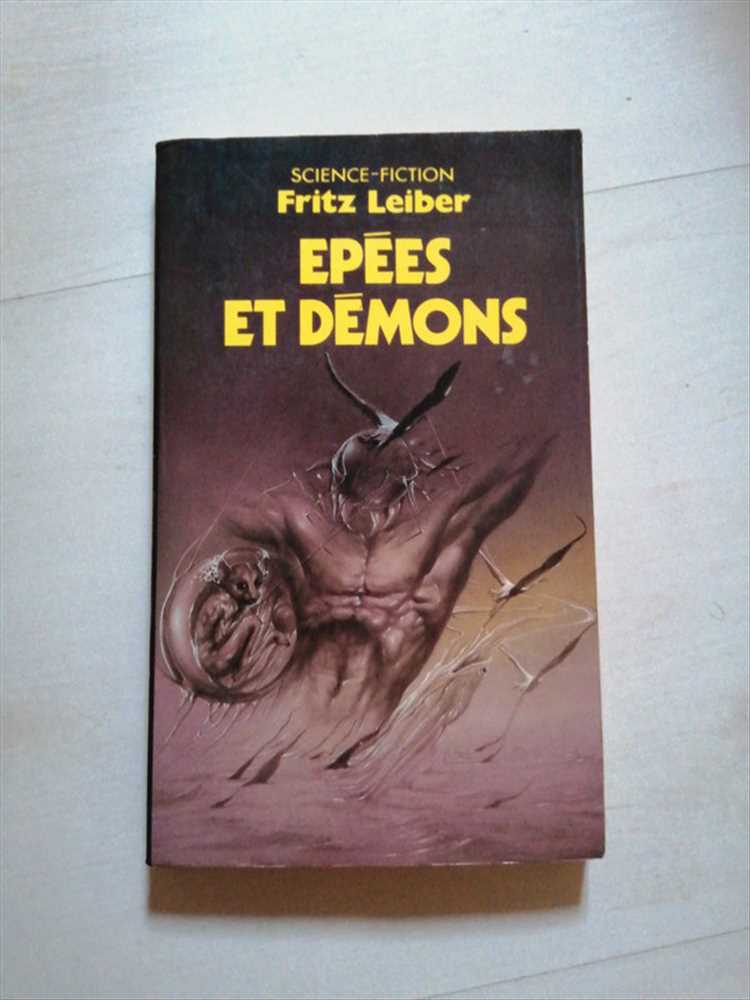 SCIENCE-FICTION
Fritz Leiber
EPÉES
ET DÉMONS